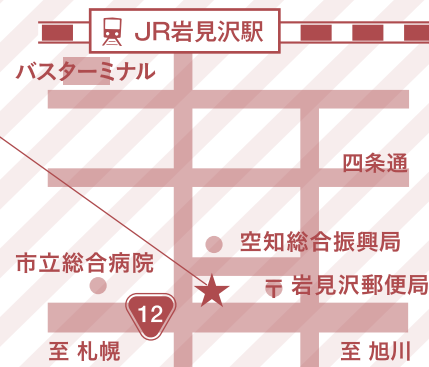 JR岩見沢駅
バスターミナル
四条通
空知総合振興局
市立総合病院
〒 岩見沢郵便局
12
至 札幌
至 旭川